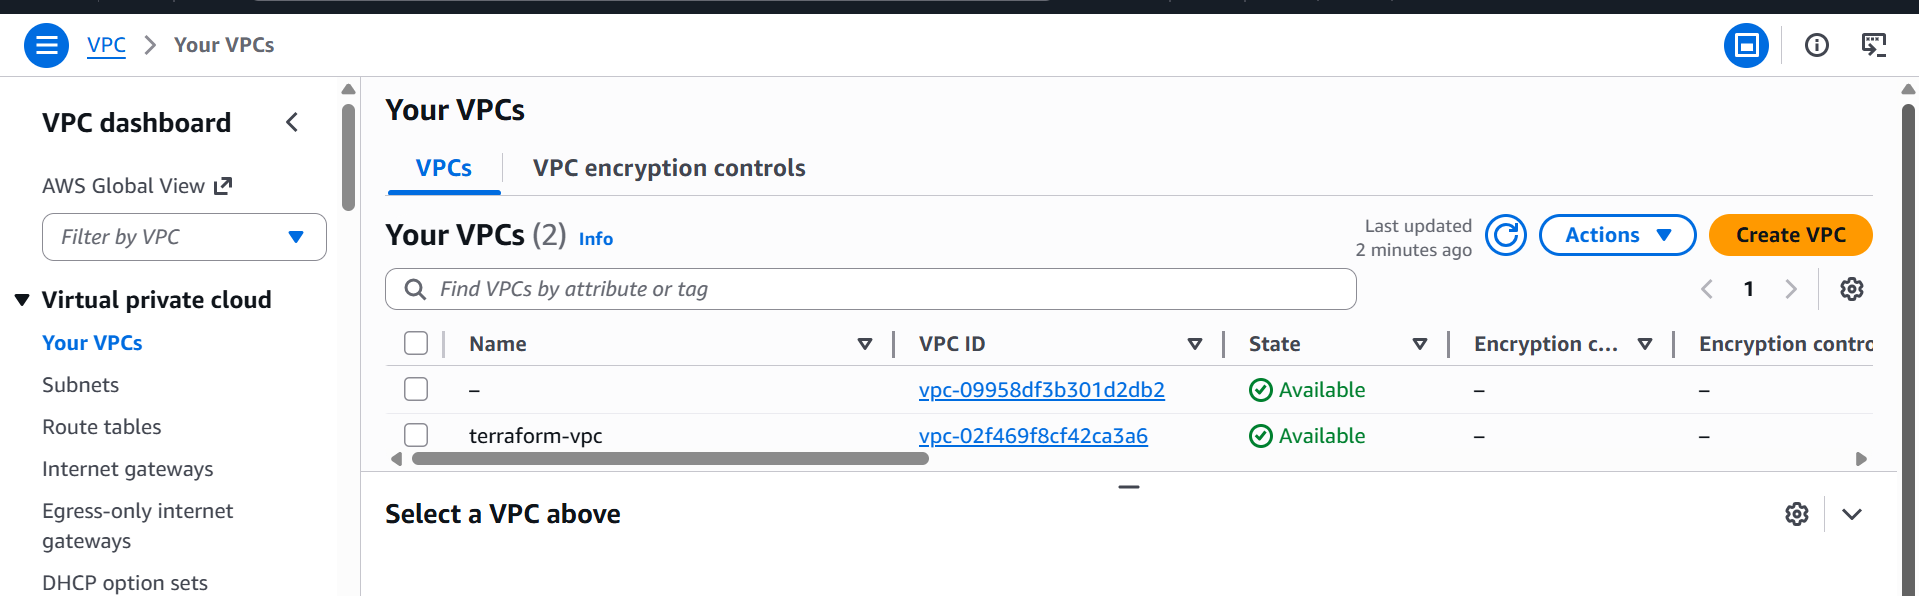 VPC > Your VPCs
VPC dashboard
AWS Global View
Filter by VPC
Virtual private cloud
Your VPCs
Subnets
Route tables
Internet gateways
Egress-only internet
gateways
DHCP option sets
Your VPCs
VPCs
VPC encryption controls
Your VPCs (2) Info
Last updated
2 minutes ago
Actions
Create VPC
Find VPCs by attribute or tag
1
Name VPC ID State Encryption c... Encryption contro
– vpc-09958df3b301d2db2 Available – –
terraform-vpc vpc-02f469f8cf42ca3a6 Available – –
Select a VPC above